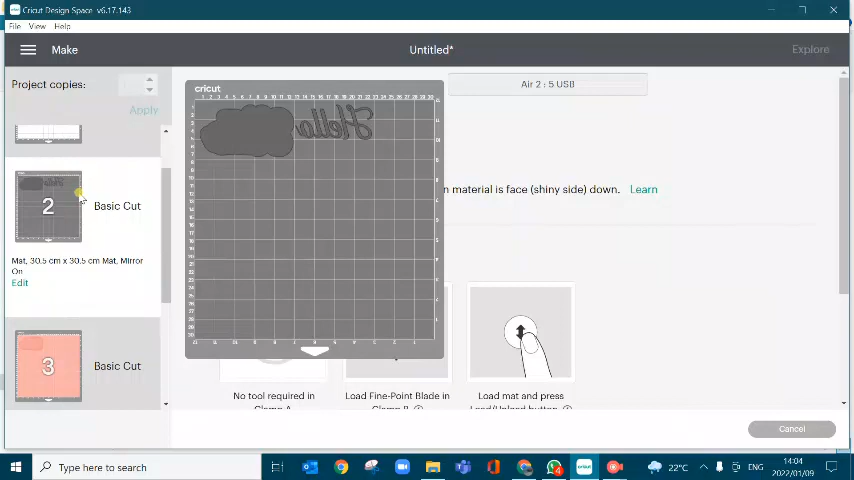 Cricut Design Space v6.17.143
File View Help
Make
Untitled*
Explore
Project copies:
Apply
cricut
Hello
Air 2 : 5 USB
n material is face (shiny side) down. Learn
2
Basic Cut
Mat, 30.5 cm x 30.5 cm Mat, Mirror
On
Edit
3
Basic Cut
No tool required in
Load Fine-Point Blade in
Load mat and press
Cancel
Type here to search
4
22°C
ENG
14:04
2022/01/09